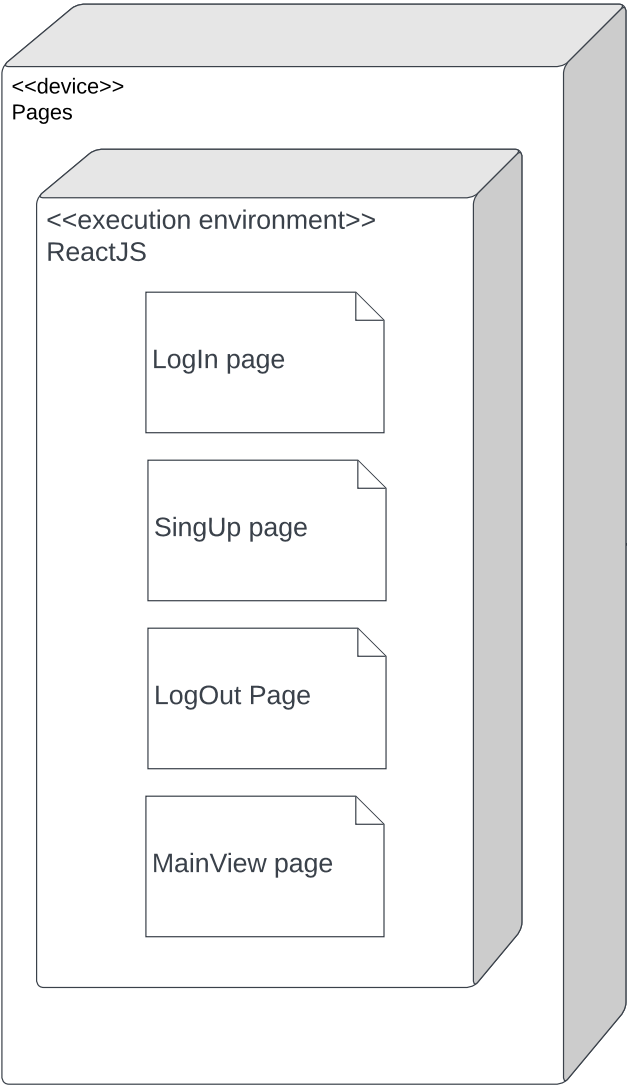 <<device>>
Pages
<<execution environment>>
ReactJS
LogIn page
SingUp page
LogOut Page
MainView page